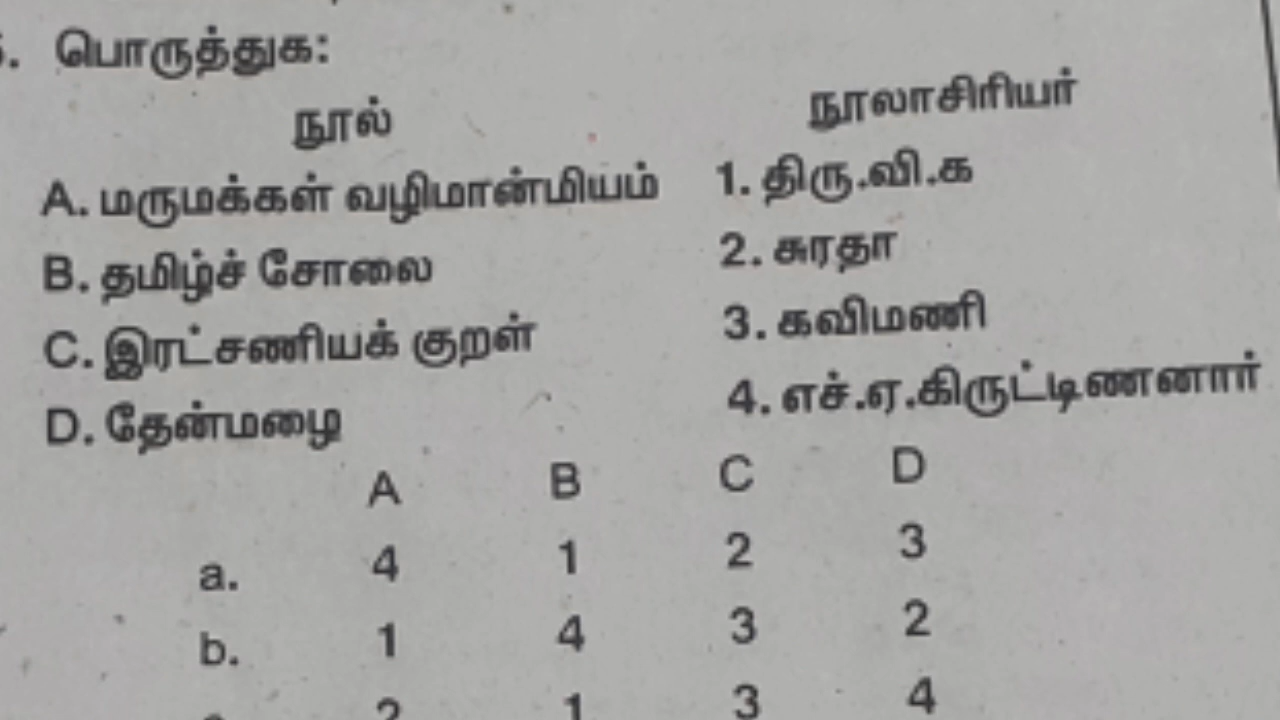 . பொருத்துக:
நூல் நூலாசிரியர்
A. மருமக்கள் வழிமான்மியம் 1. திரு.வி.க
B. தமிழ்ச் சோலை 2. சுரதா
C. இரட்சணியக் குறள் 3. கவிமணி
D. தேன்மழை 4. எச்.ஏ.கிருட்டிணனார்
A B C D
a. 4 1 2 3
b. 1 4 3 2
2 1 3 4